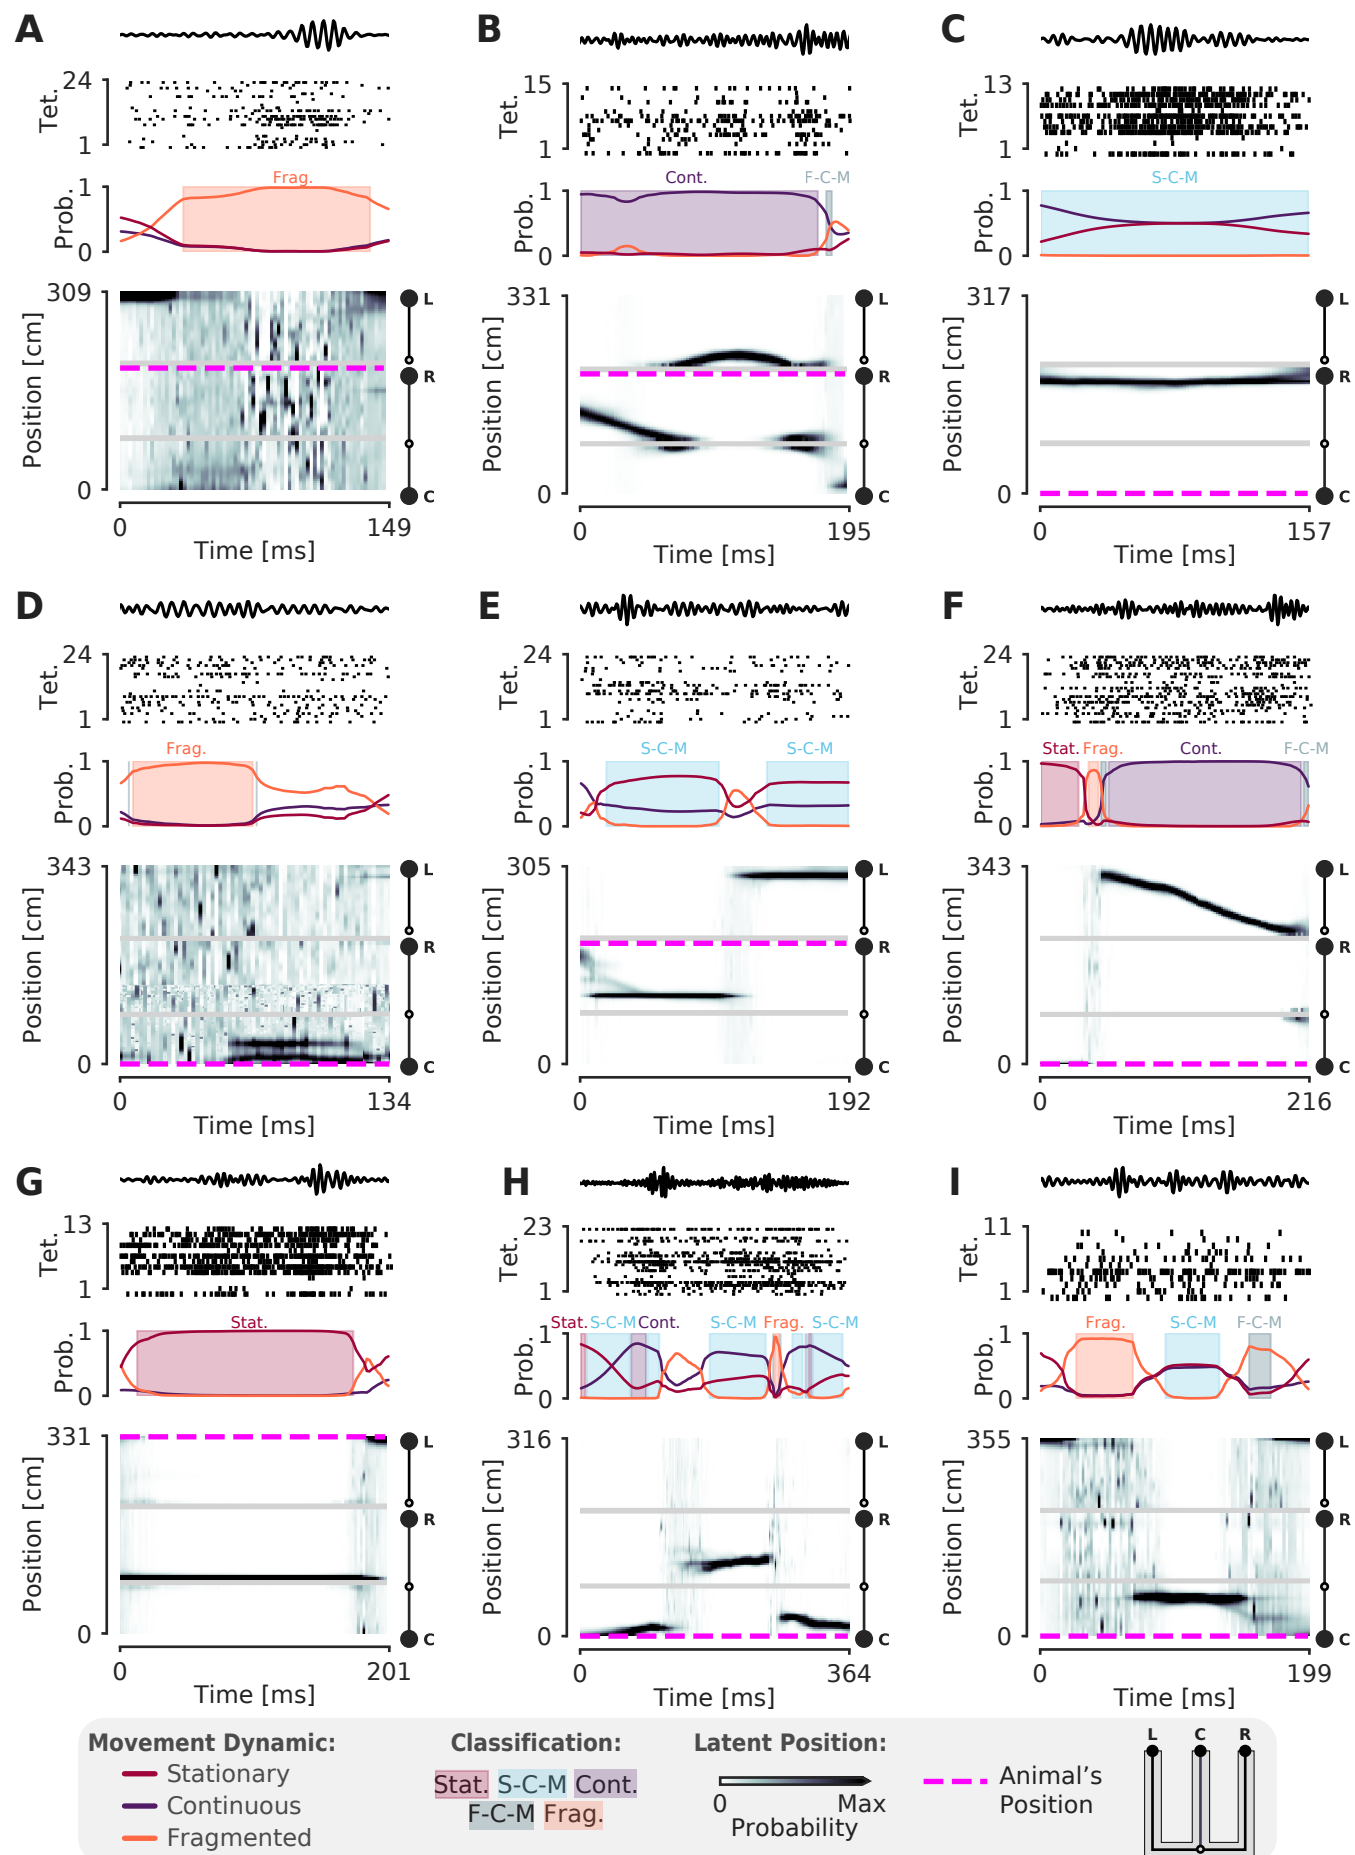 A
24
Tet.
1
Frag.
1
Prob.
0
309
Position [cm]
0
L
R
C
0
149
Time [ms]
B
15
Tet.
1
Cont.
F-C-M
1
Prob.
0
331
Position [cm]
0
L
R
C
0
195
Time [ms]
C
13
Tet.
1
S-C-M
1
Prob.
0
317
Position [cm]
0
L
R
C
0
157
Time [ms]
D
24
Tet.
1
Frag.
1
Prob.
0
343
Position [cm]
0
L
R
C
0
134
Time [ms]
E
24
Tet.
1
S-C-M
S-C-M
1
Prob.
0
305
Position [cm]
0
L
R
C
0
192
Time [ms]
F
24
Tet.
1
Stat.
Frag.
Cont.
F-C-M
1
Prob.
0
343
Position [cm]
0
L
R
C
0
216
Time [ms]
G
13
Tet.
1
Stat.
1
Prob.
0
331
Position [cm]
0
L
R
C
0
201
Time [ms]
H
23
Tet.
1
Stat.
S-C-M
Cont.
S-C-M
Frag.
S-C-M
1
Prob.
0
316
Position [cm]
0
L
R
C
0
364
Time [ms]
I
11
Tet.
1
Frag.
S-C-M
F-C-M
1
Prob.
0
355
Position [cm]
0
L
R
C
0
199
Time [ms]
Movement Dynamic:
Stationary
Continuous
Fragmented
Classification:
Stat. S-C-M Cont.
F-C-M Frag.
Latent Position:
0 Max
Probability
Animal's
Position
L C R